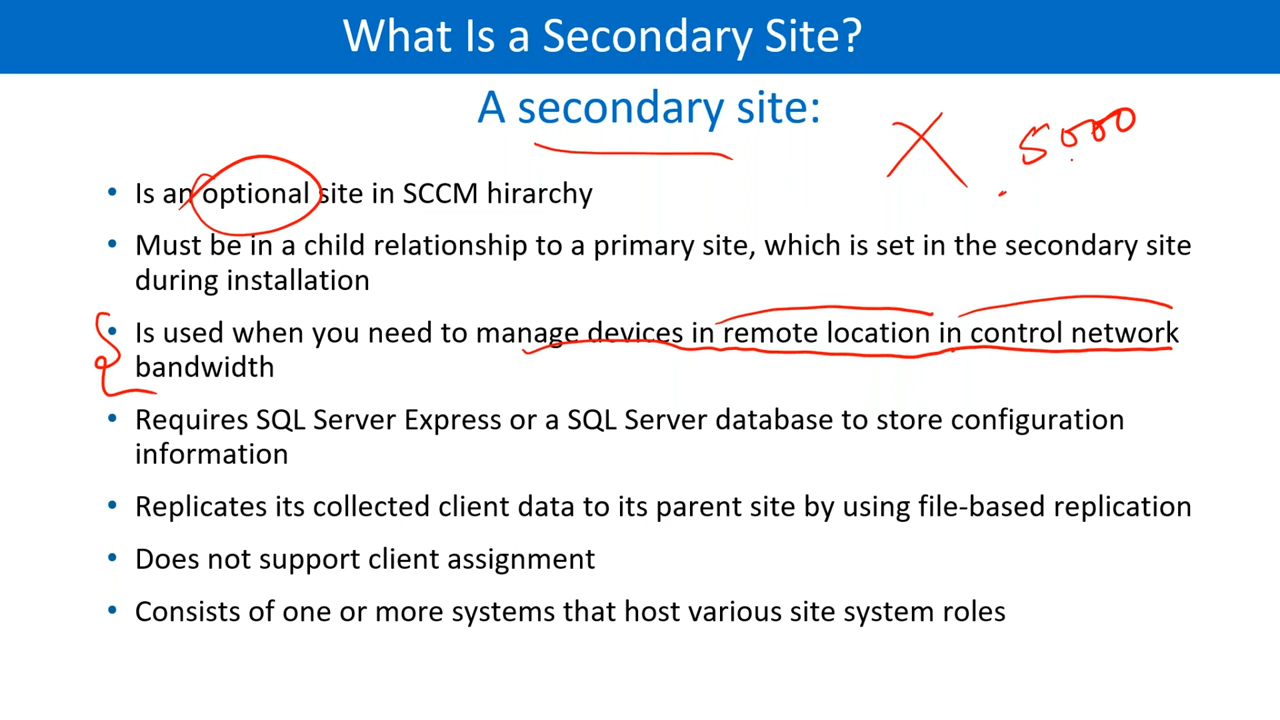 What Is a Secondary Site?
A secondary site:
X . 5000
• Is an optional site in SCCM hirarchy
• Must be in a child relationship to a primary site, which is set in the secondary site
during installation
• Is used when you need to manage devices in remote location in control network
bandwidth
• Requires SQL Server Express or a SQL Server database to store configuration
information
• Replicates its collected client data to its parent site by using file-based replication
• Does not support client assignment
• Consists of one or more systems that host various site system roles